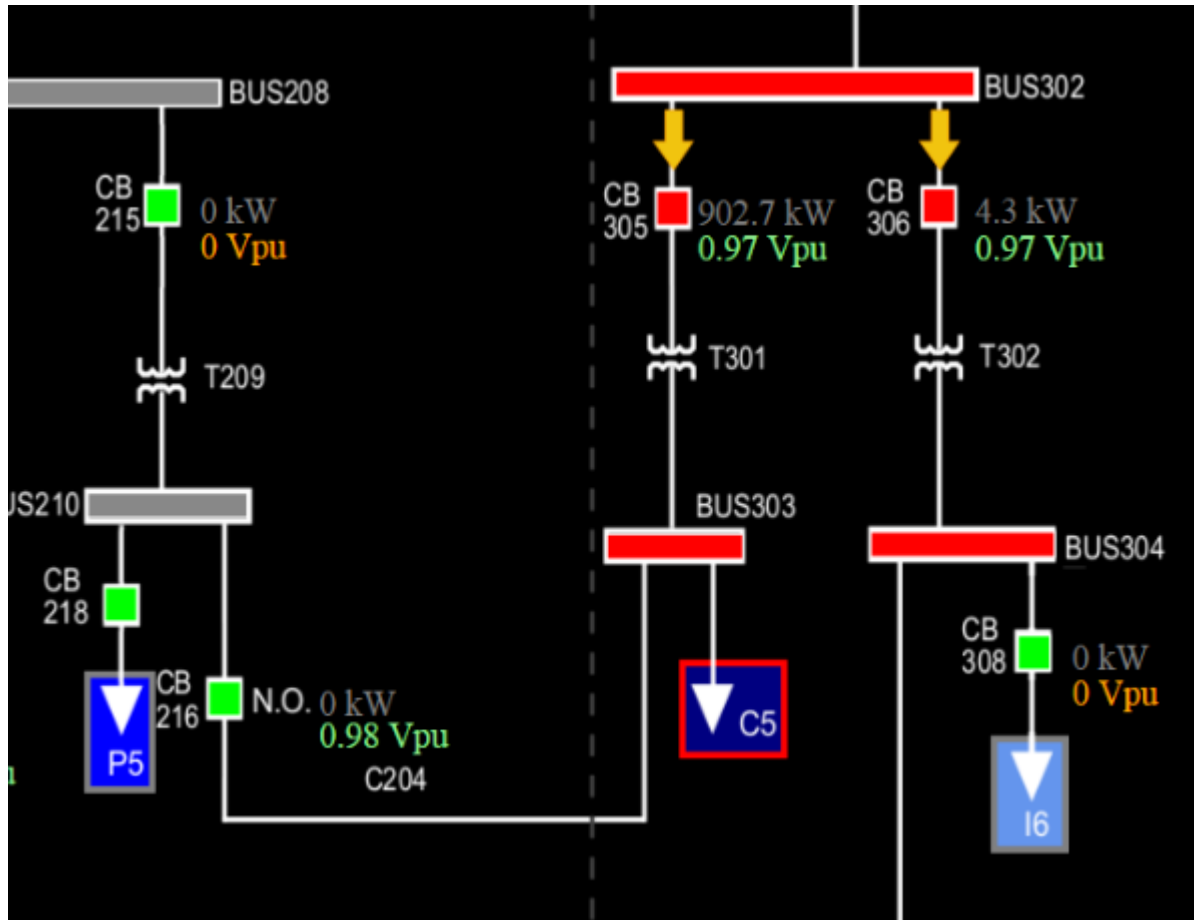 BUS208
BUS302
CB
215
0 kW
0 Vpu
CB
305
902.7 kW
0.97 Vpu
CB
306
4.3 kW
0.97 Vpu
T209
T301
T302
US210
BUS303
BUS304
CB
218
CB
216
N.O.
0 kW
0.98 Vpu
CB
308
0 kW
0 Vpu
P5
C204
C5
I6